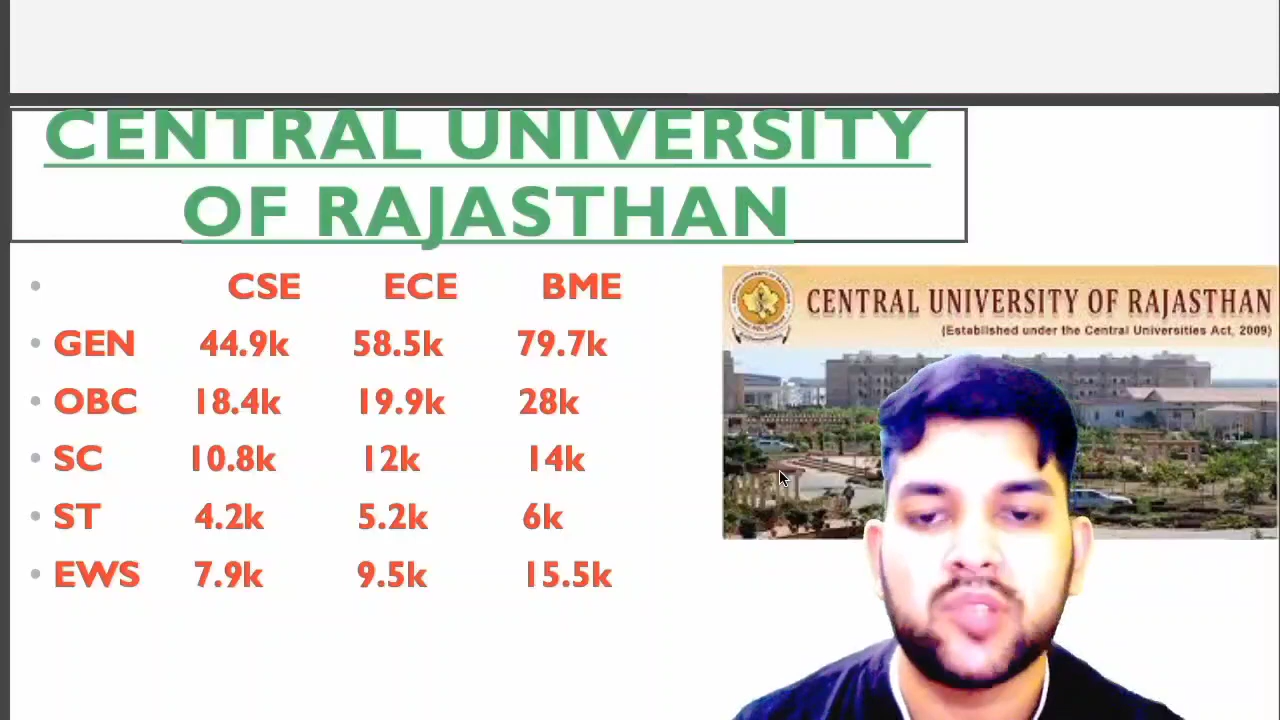 CENTRAL UNIVERSITY
OF RAJASTHAN
CSE ECE BME
GEN 44.9k 58.5k 79.7k
OBC 18.4k 19.9k 28k
SC 10.8k 12k 14k
ST 4.2k 5.2k 6k
EWS 7.9k 9.5k 15.5k
CENTRAL UNIVERSITY OF RAJASTHAN
(Established under the Central Universities Act, 2009)